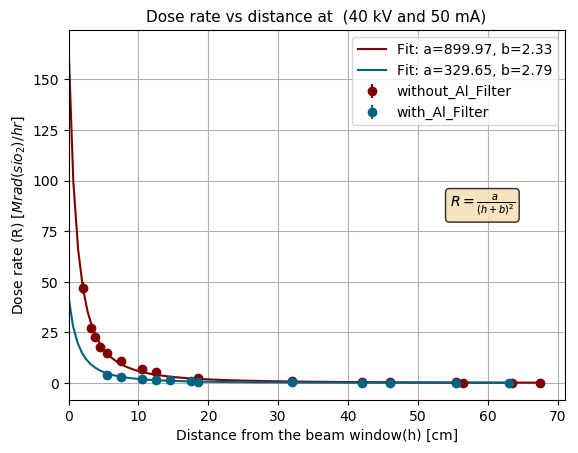 Dose rate vs distance at (40 kV and 50 mA)
Fit: a=899.97, b=2.33
Fit: a=329.65, b=2.79
without_Al_Filter
with_Al_Filter
R = a/(h+b)²
Dose rate (R) [Mrad(sio₂)/hr]
150
125
100
75
50
25
0
0 10 20 30 40 50 60 70
Distance from the beam window(h) [cm]